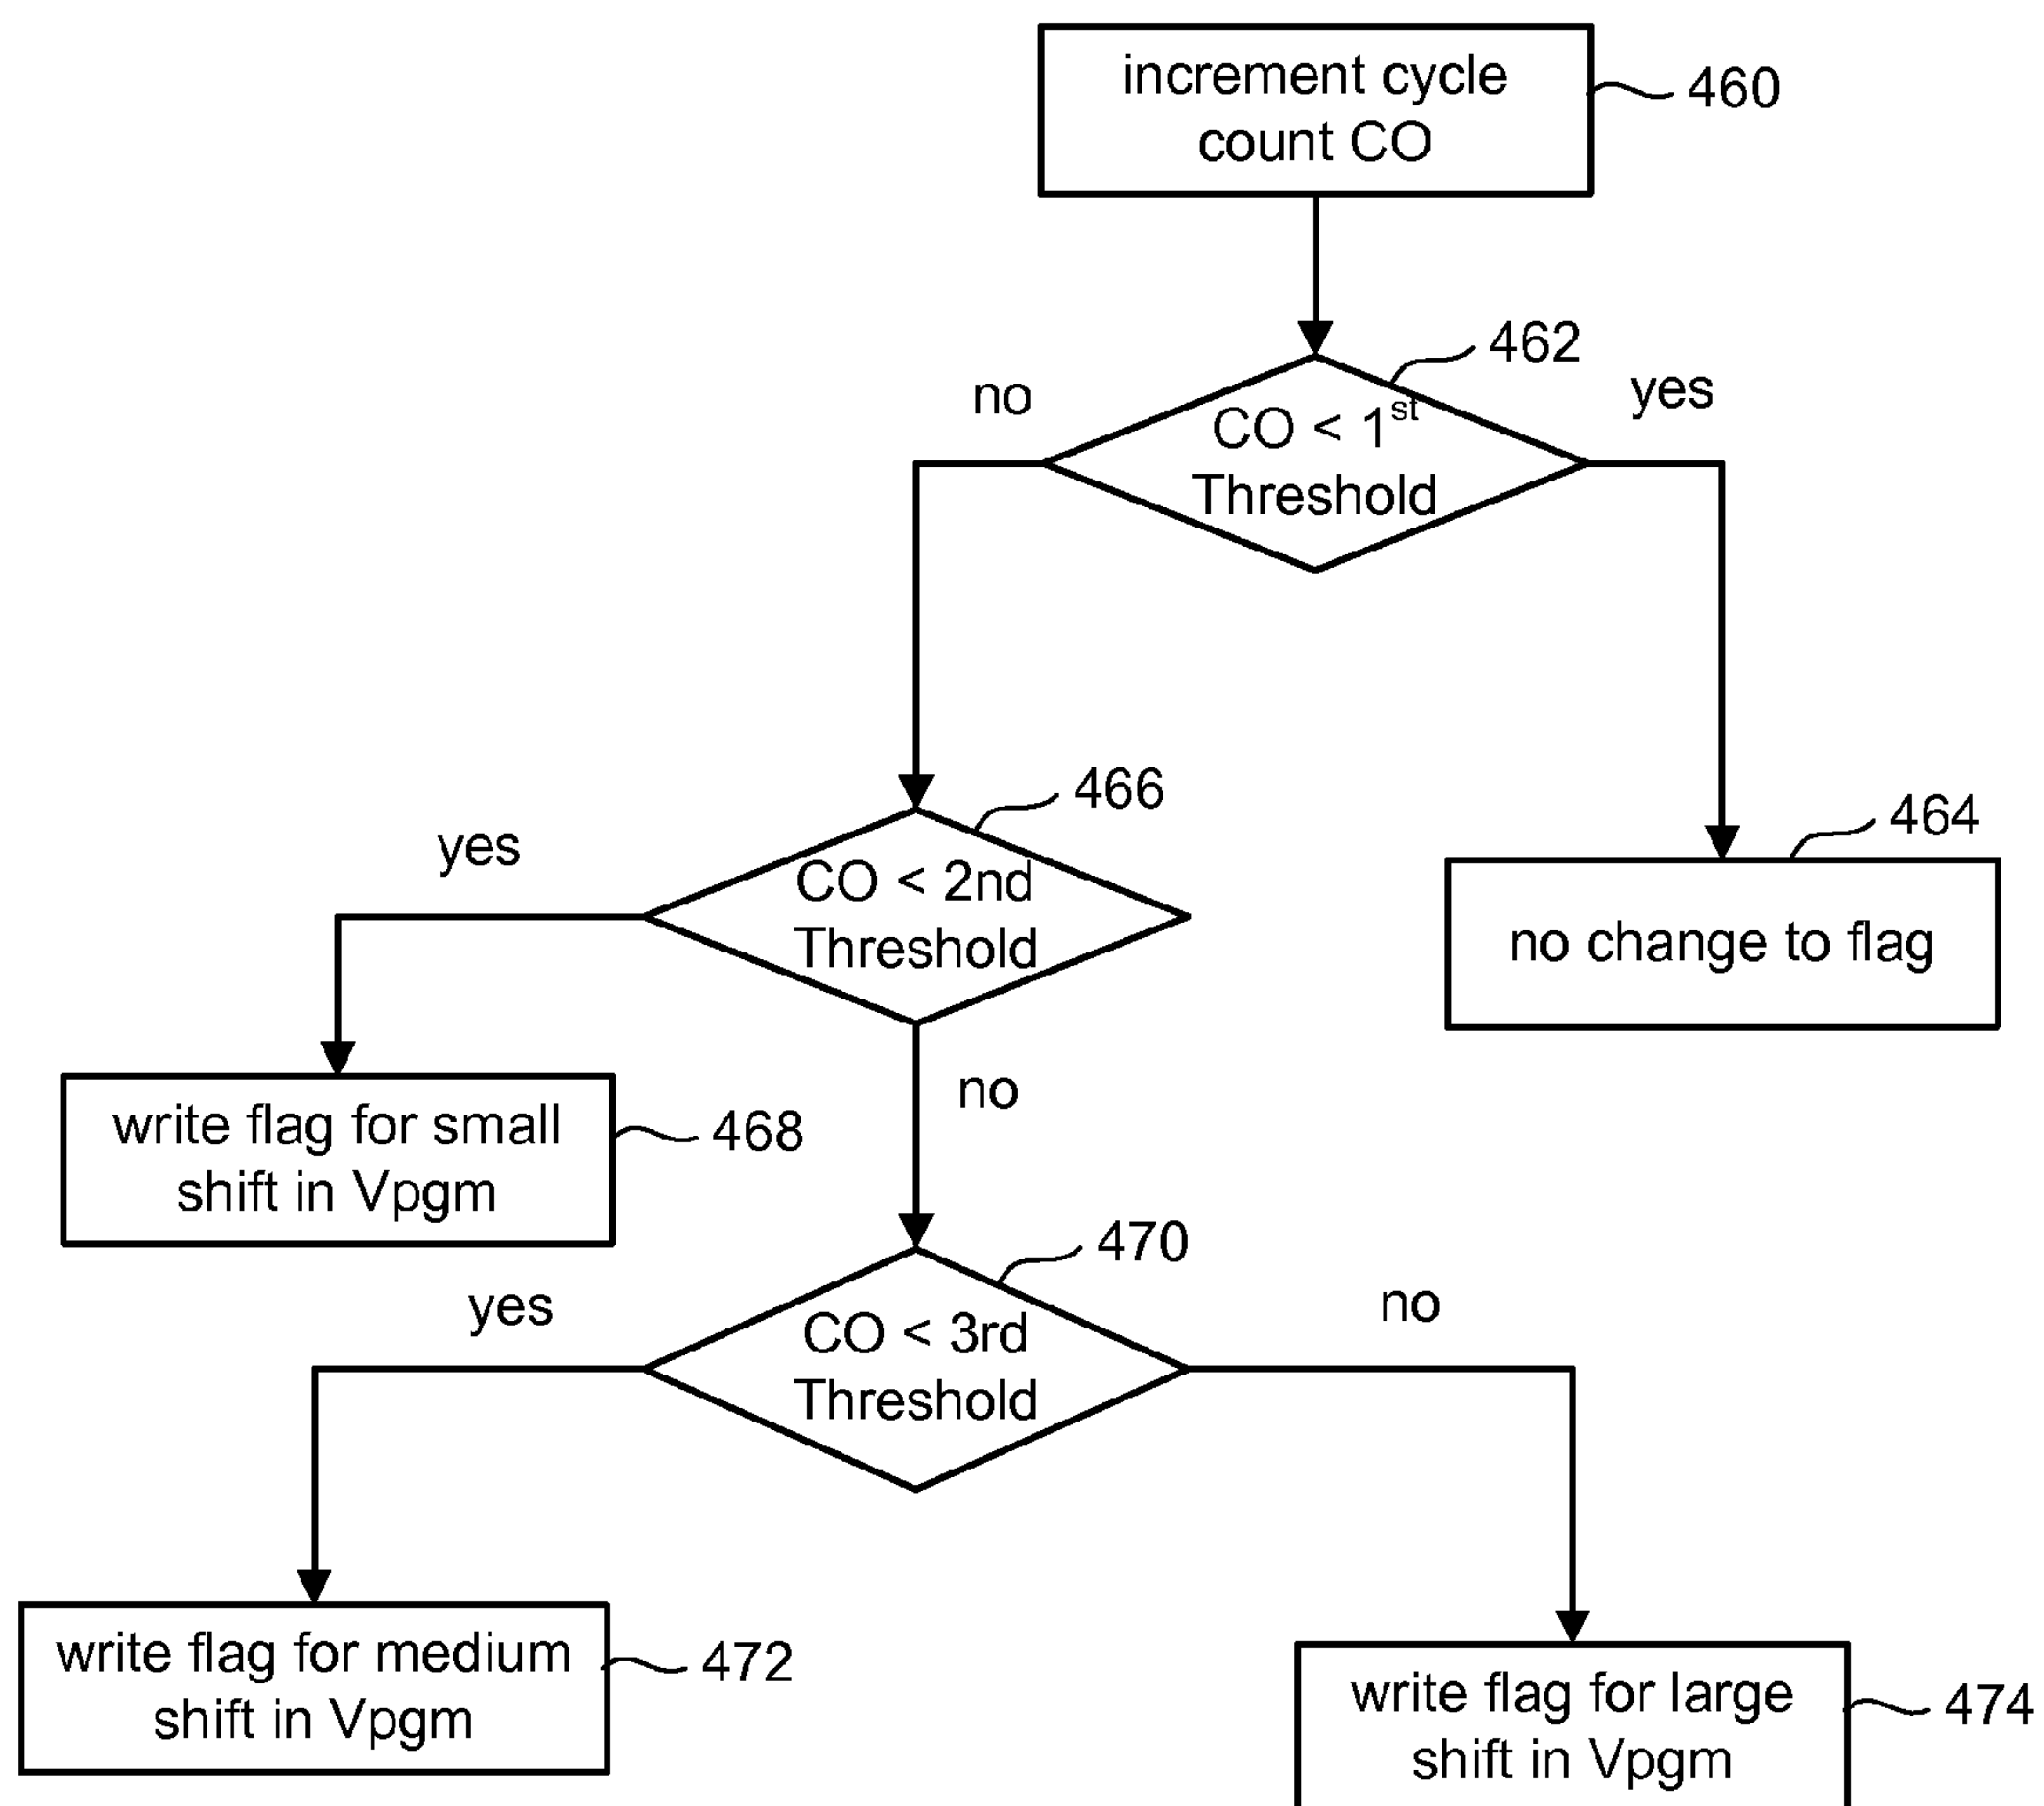 increment cycle
count CO
460
462
no
yes
CO < 1st
Threshold
466
464
yes
CO < 2nd
Threshold
no change to flag
no
write flag for small
shift in Vpgm
468
470
yes
no
CO < 3rd
Threshold
write flag for medium
shift in Vpgm
472
write flag for large
shift in Vpgm
474